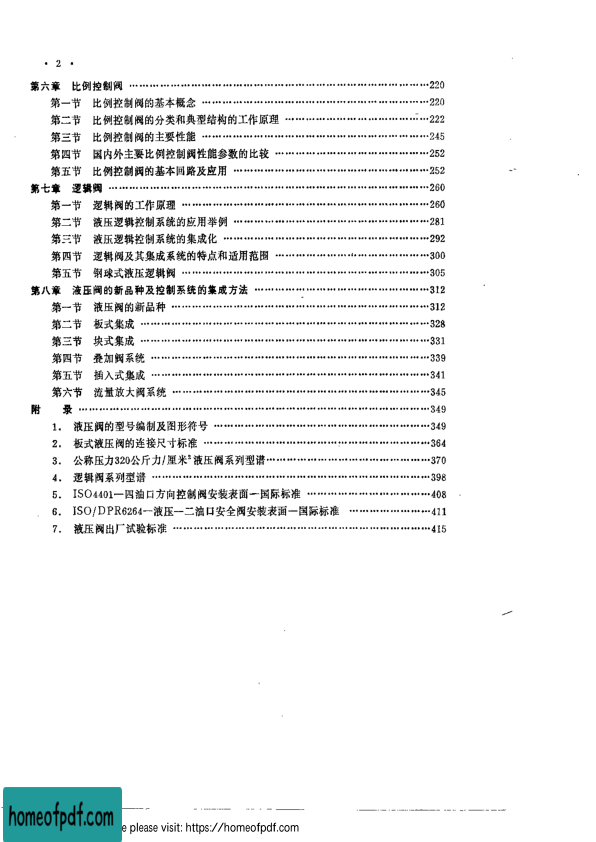 · 2 ·
第六章 比例控制阀 ……………………………………………………220
第一节 比例控制阀的基本概念 ……………………………………220
第二节 比例控制阀的分类和典型结构的工作原理 ………………222
第三节 比例控制阀的主要性能 ……………………………………245
第四节 国内外主要比例控制阀性能参数的比较 …………………252
第五节 比例控制阀的基本回路及应用 ……………………………252
第七章 逻辑阀 …………………………………………………………260
第一节 逻辑阀的工作原理 …………………………………………260
第二节 液压逻辑控制系统的应用举例 ……………………………281
第三节 液压逻辑控制系统的集成化 ………………………………292
第四节 逻辑阀及其集成系统的特点和适用范围 …………………300
第五节 钢球式液压逻辑阀 …………………………………………305
第八章 液压阀的新品种及控制系统的集成方法 ……………………312
第一节 液压阀的新品种 ……………………………………………312
第二节 板式集成 ……………………………………………………328
第三节 块式集成 ……………………………………………………331
第四节 叠加阀系统 …………………………………………………339
第五节 插入式集成 …………………………………………………341
第六节 流量放大阀系统 ……………………………………………345
附 录 ……………………………………………………………………349
1. 液压阀的型号编制及图形符号 ……………………………………349
2. 板式液压阀的连接尺寸标准 ………………………………………364
3. 公称压力320公斤力/厘米²液压阀系列型谱………………………370
4. 逻辑阀系列型谱 ……………………………………………………398
5. ISO4401—四油口方向控制阀安装表面—国际标准 ………………408
6. ISO/DPR6264—液压—二油口安全阀安装表面—国际标准 ………411
7. 液压阀出厂试验标准 ………………………………………………415
homeofpdf.com
e please visit: https://homeofpdf.com